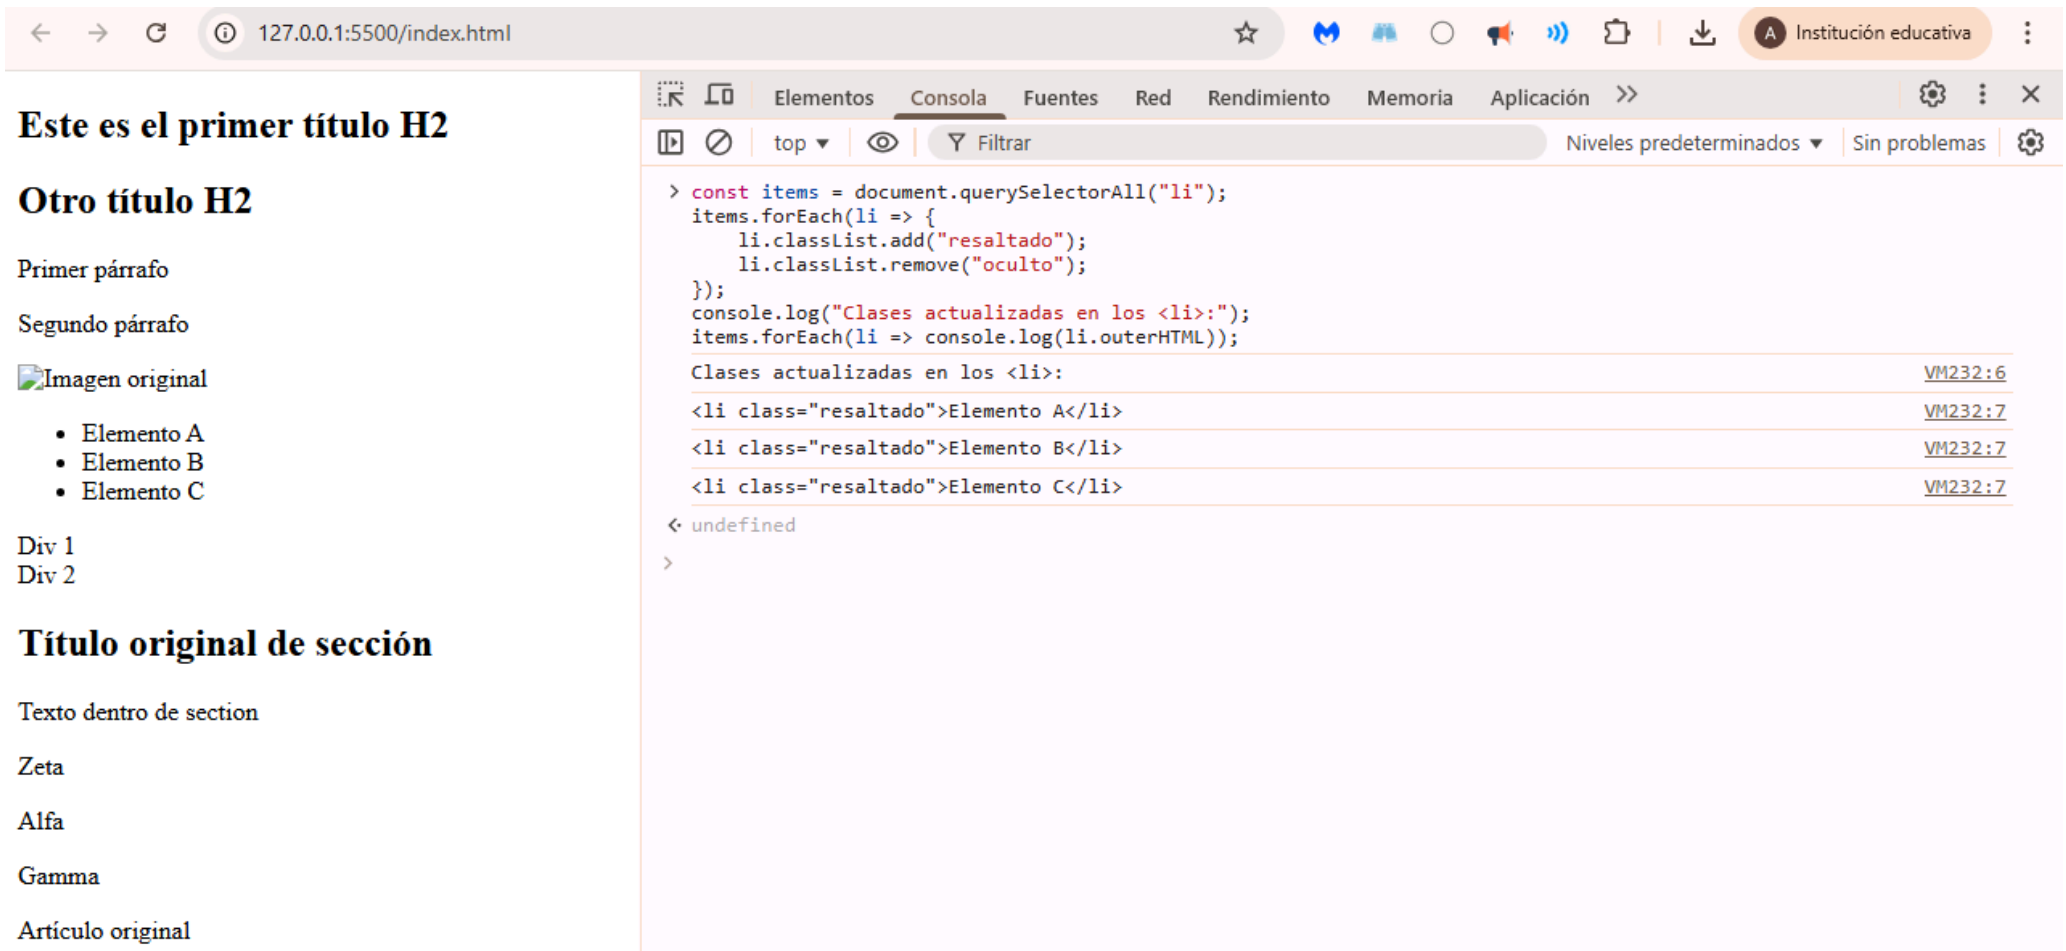 127.0.0.1:5500/index.html
A Institución educativa
Este es el primer título H2
Otro título H2
Primer párrafo
Segundo párrafo
Imagen original
• Elemento A
• Elemento B
• Elemento C
Div 1
Div 2
Título original de sección
Texto dentro de section
Zeta
Alfa
Gamma
Artículo original
Elementos Consola Fuentes Red Rendimiento Memoria Aplicación
top Filtrar Niveles predeterminados Sin problemas
> const items = document.querySelectorAll("li");
items.forEach(li => {
    li.classList.add("resaltado");
    li.classList.remove("oculto");
});
console.log("Clases actualizadas en los <li>:");
items.forEach(li => console.log(li.outerHTML));
Clases actualizadas en los <li>: VM232:6
<li class="resaltado">Elemento A</li> VM232:7
<li class="resaltado">Elemento B</li> VM232:7
<li class="resaltado">Elemento C</li> VM232:7
undefined